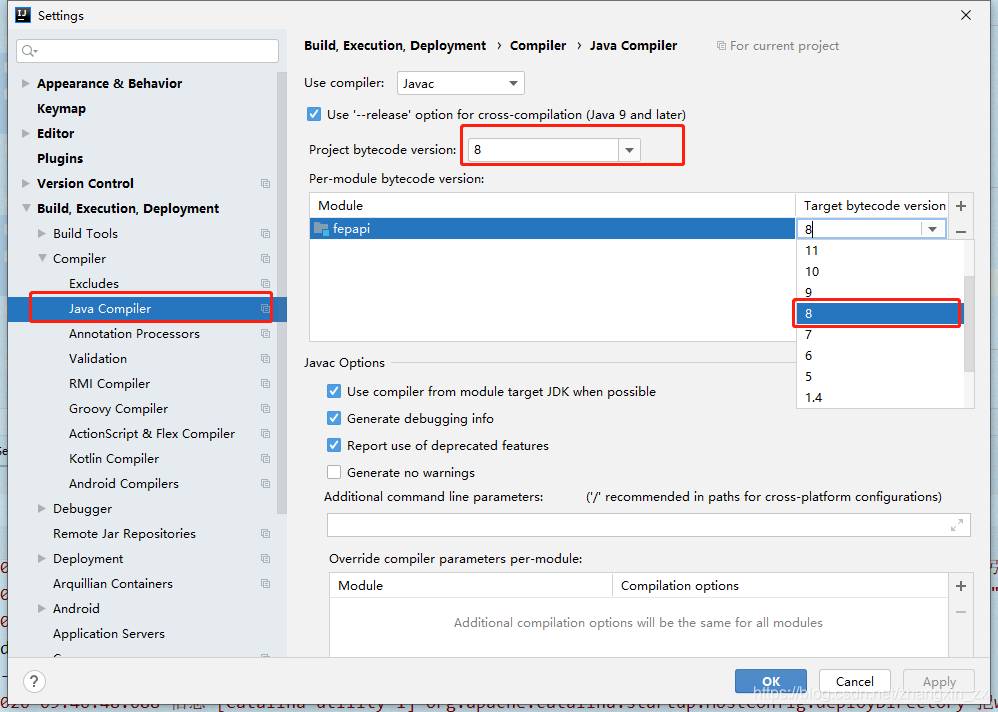 Settings
Build, Execution, Deployment › Compiler › Java Compiler
For current project
Appearance & Behavior
Keymap
Editor
Plugins
Version Control
Build, Execution, Deployment
Build Tools
Compiler
Excludes
Java Compiler
Annotation Processors
Validation
RMI Compiler
Groovy Compiler
ActionScript & Flex Compiler
Kotlin Compiler
Android Compilers
Debugger
Remote Jar Repositories
Deployment
Arquillian Containers
Android
Application Servers
Use compiler: Javac
Use '--release' option for cross-compilation (Java 9 and later)
Project bytecode version: 8
Per-module bytecode version:
Module Target bytecode version
fepapi 8
11
10
9
8
7
6
5
1.4
Javac Options
Use compiler from module target JDK when possible
Generate debugging info
Report use of deprecated features
Generate no warnings
Additional command line parameters: ('/' recommended in paths for cross-platform configurations)
Override compiler parameters per-module:
Module Compilation options
Additional compilation options will be the same for all modules
? OK Cancel Apply
https://blog.csdn.net/zhangxin_zx